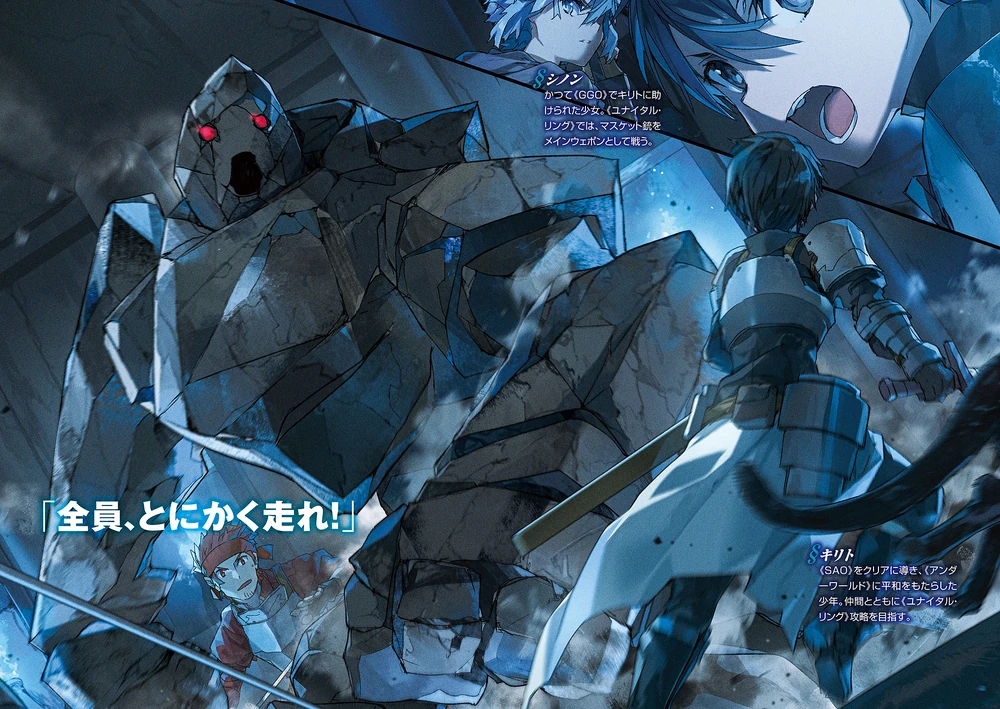 シノン
かつて《GGO》でキリトに助
けられた少女。《ユナイタル・
リング》では、マスケット銃を
メインウェポンとして戦う。
「全員、とにかく走れ!」
キリト
《SAO》をクリアに導き、《アンダ
ーワールド》に平和をもたらした
少年。仲間とともに《ユナイタル・
リング》攻略を目指す。